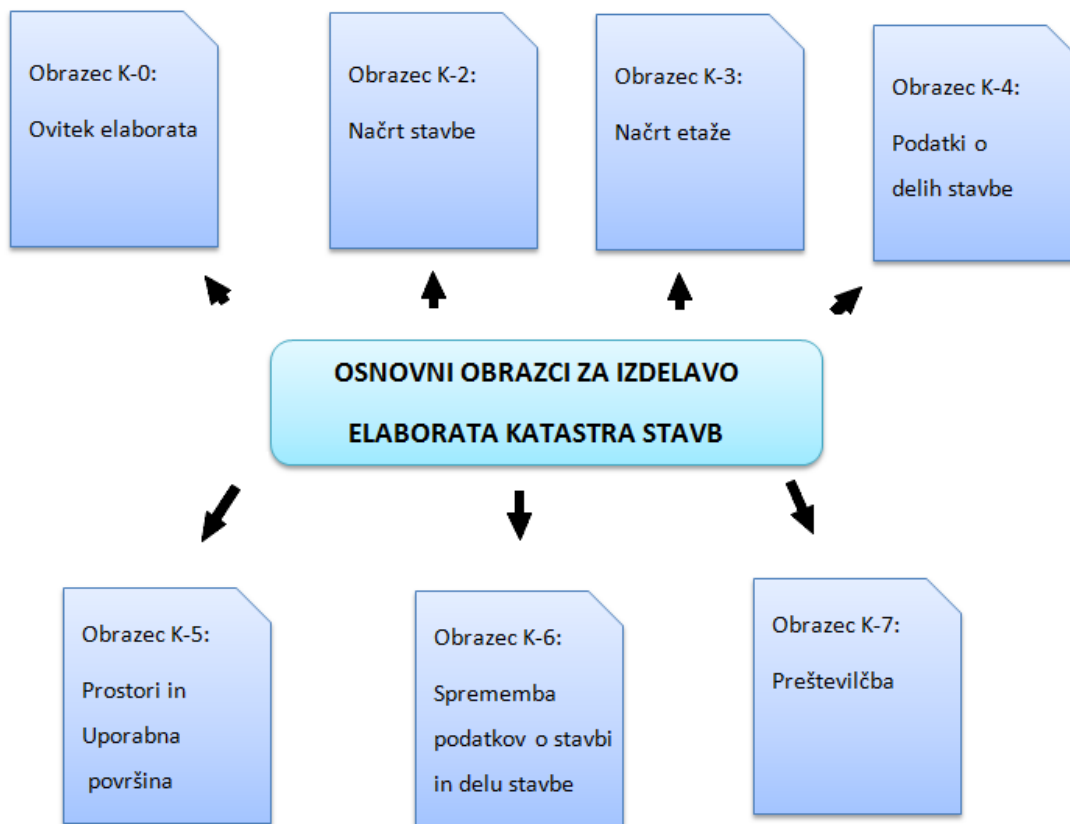 Obrazec K-0:
Ovitek elaborata
Obrazec K-2:
Načrt stavbe
Obrazec K-3:
Načrt etaže
Obrazec K-4:
Podatki o
delih stavbe
OSNOVNI OBRAZCI ZA IZDELAVO
ELABORATA KATASTRA STAVB
Obrazec K-5:
Prostori in
Uporabna
površina
Obrazec K-6:
Sprememba
podatkov o stavbi
in delu stavbe
Obrazec K-7:
Preštevilčba